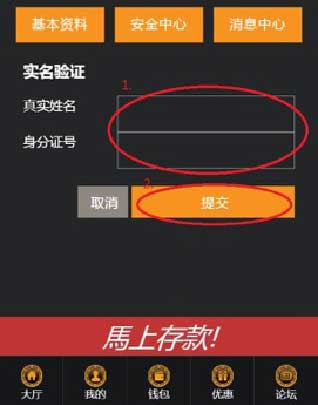 基本资料 安全中心 消息中心
实名验证
1.
真实姓名
身分证号
2.
取消 提交
馬上存款!
大厅 我的 钱包 优惠 论坛